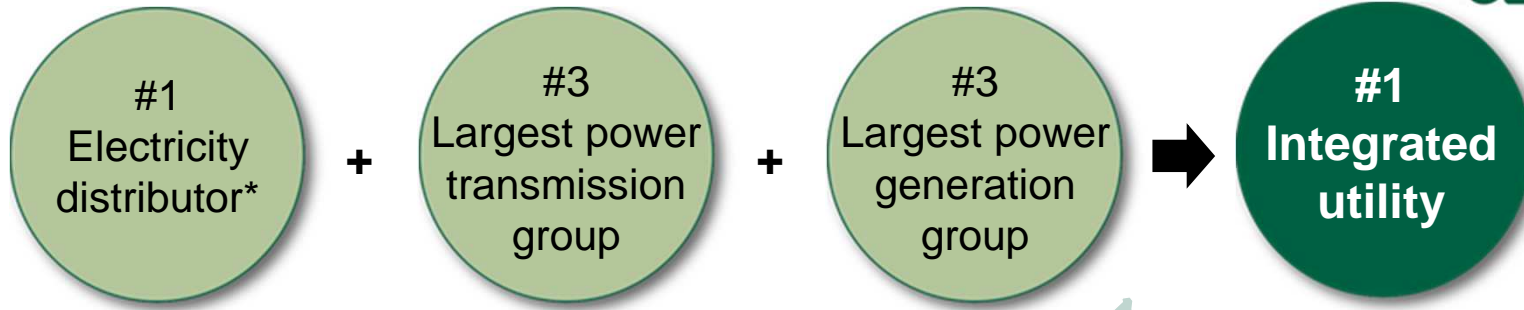 #1
Electricity
distributor*
+
#3
Largest power
transmission
group
+
#3
Largest power
generation
group
#1
Integrated
utility